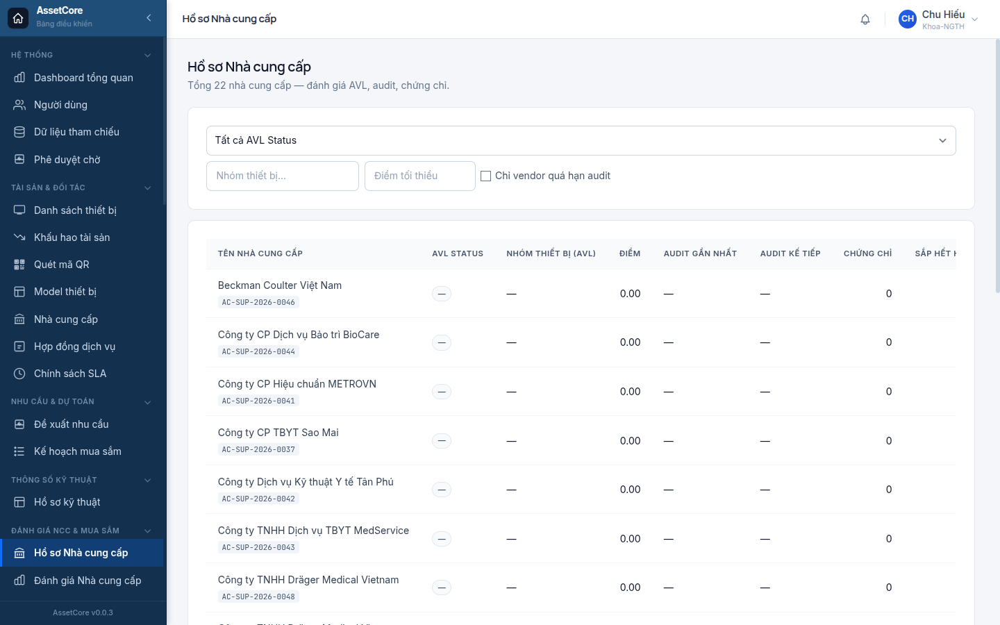 AssetCore
Bảng điều khiển
HỆ THỐNG
Dashboard tổng quan
Người dùng
Dữ liệu tham chiếu
Phê duyệt chờ
TÀI SẢN & ĐỐI TÁC
Danh sách thiết bị
Khấu hao tài sản
Quét mã QR
Model thiết bị
Nhà cung cấp
Hợp đồng dịch vụ
Chính sách SLA
NHU CẦU & DỰ TOÁN
Đề xuất nhu cầu
Kế hoạch mua sắm
THÔNG SỐ KỸ THUẬT
Hồ sơ kỹ thuật
ĐÁNH GIÁ NCC & MUA SẮM
Hồ sơ Nhà cung cấp
Đánh giá Nhà cung cấp
AssetCore v0.0.3
Hồ sơ Nhà cung cấp
CH
Chu Hiếu
Khoa-NGTH
Hồ sơ Nhà cung cấp
Tổng 22 nhà cung cấp — đánh giá AVL, audit, chứng chỉ.
Tất cả AVL Status
Nhóm thiết bị... Điểm tối thiểu Chỉ vendor quá hạn audit
TÊN NHÀ CUNG CẤP AVL STATUS NHÓM THIẾT BỊ (AVL) ĐIỂM AUDIT GẦN NHẤT AUDIT KẾ TIẾP CHỨNG CHỈ SẮP HẾT
Beckman Coulter Việt Nam
AC-SUP-2026-0046
— — 0.00 — — 0
Công ty CP Dịch vụ Bảo trì BioCare
AC-SUP-2026-0044
— — 0.00 — — 0
Công ty CP Hiệu chuẩn METROVN
AC-SUP-2026-0041
— — 0.00 — — 0
Công ty CP TBYT Sao Mai
AC-SUP-2026-0037
— — 0.00 — — 0
Công ty Dịch vụ Kỹ thuật Y tế Tân Phú
AC-SUP-2026-0042
— — 0.00 — — 0
Công ty TNHH Dịch vụ TBYT MedService
AC-SUP-2026-0043
— — 0.00 — — 0
Công ty TNHH Dräger Medical Vietnam
AC-SUP-2026-0048
— — 0.00 — — 0